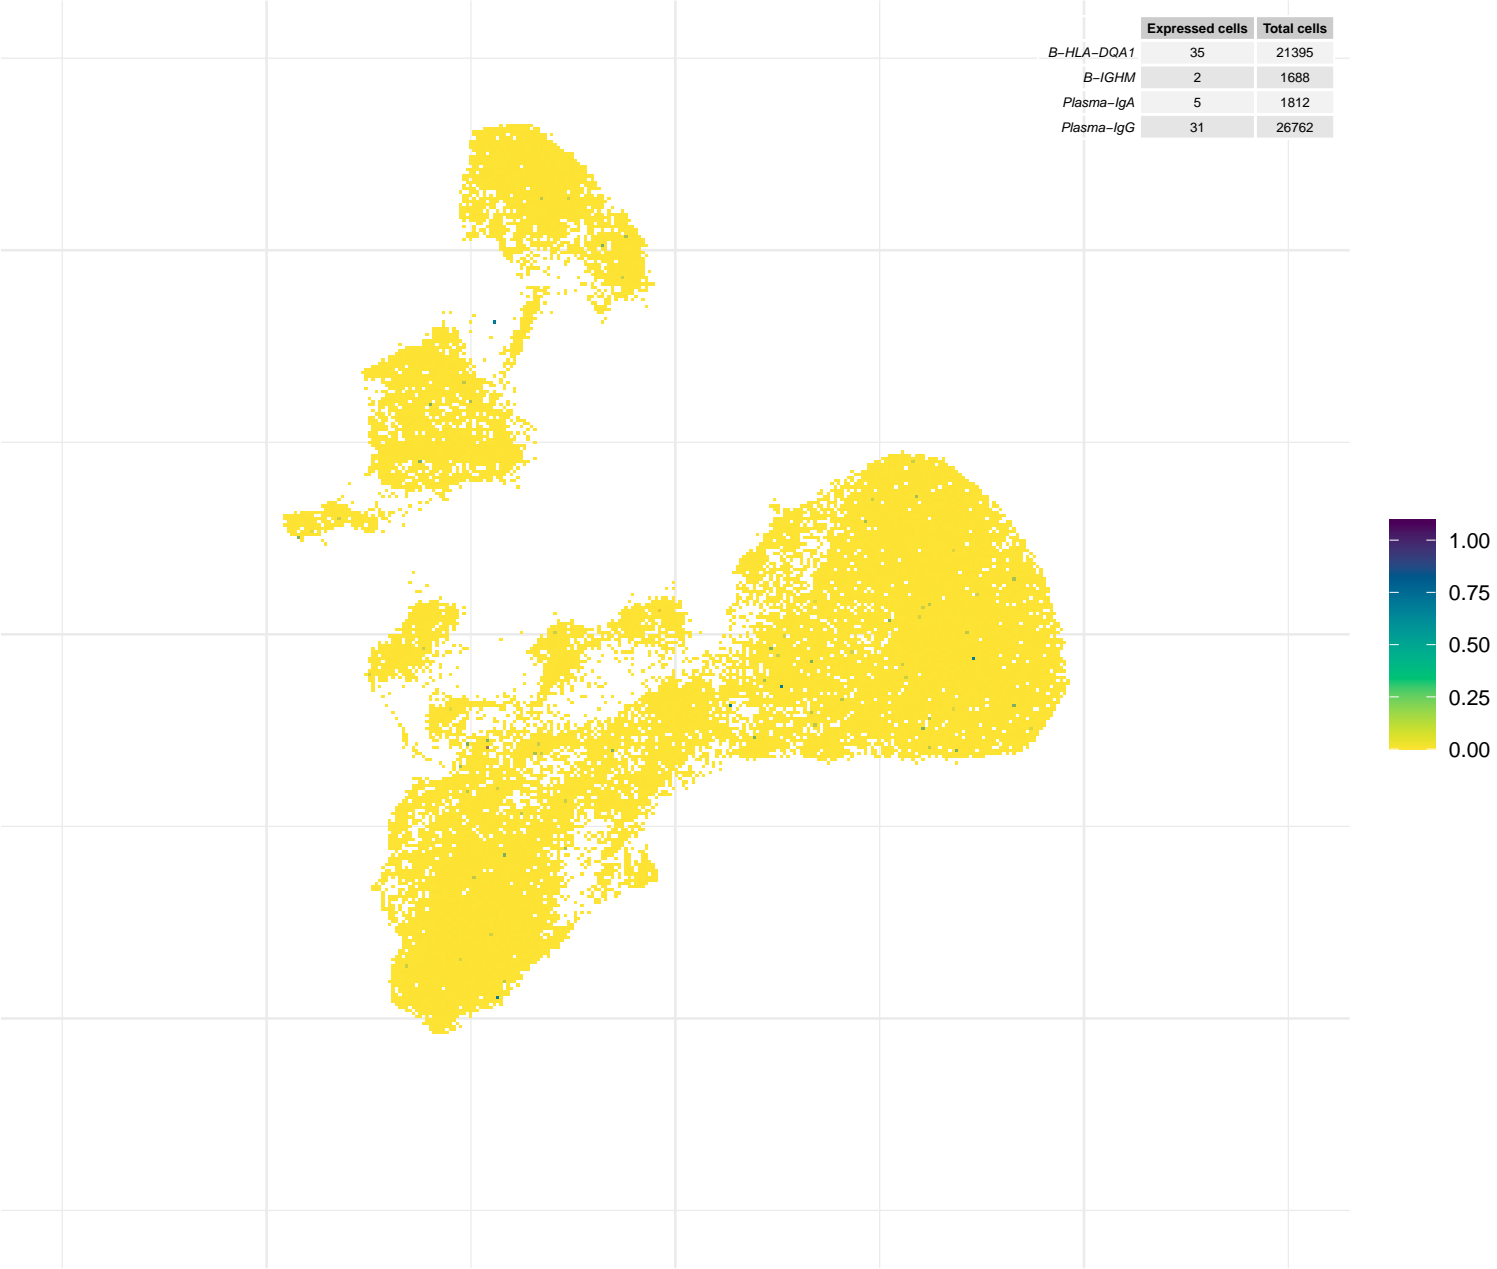 Expressed cells Total cells
B−HLA−DQA1 35 21395
B−IGHM 2 1688
Plasma−IgA 5 1812
Plasma−IgG 31 26762
1.00
0.75
0.50
0.25
0.00